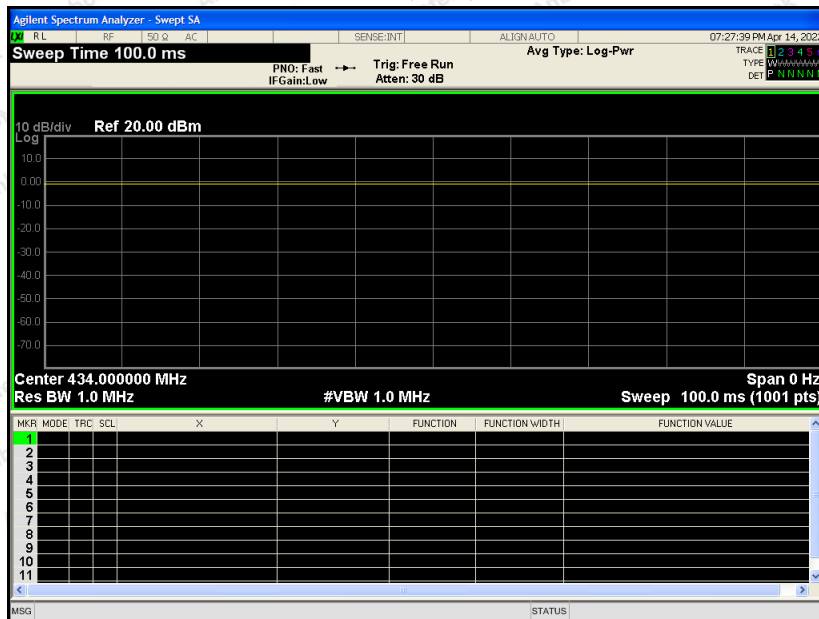 Agilent Spectrum Analyzer - Swept SA
LXI RL RF 50 Ω AC SENSE:INT ALIGN AUTO 07:27:39 PM Apr 14, 202
Sweep Time 100.0 ms Avg Type: Log-Pwr TRACE 1 2 3 4 5
PNO: Fast Trig: Free Run TYPE W
IFGain:Low Atten: 30 dB DET P N N N N
10 dB/div Ref 20.00 dBm
Log
10.0
0.00
-10.0
-20.0
-30.0
-40.0
-50.0
-60.0
-70.0
Center 434.000000 MHz Span 0 Hz
Res BW 1.0 MHz #VBW 1.0 MHz Sweep 100.0 ms (1001 pts)
MKR MODE TRC SCL X Y FUNCTION FUNCTION WIDTH FUNCTION VALUE
1
2
3
4
5
6
7
8
9
10
11
MSG STATUS